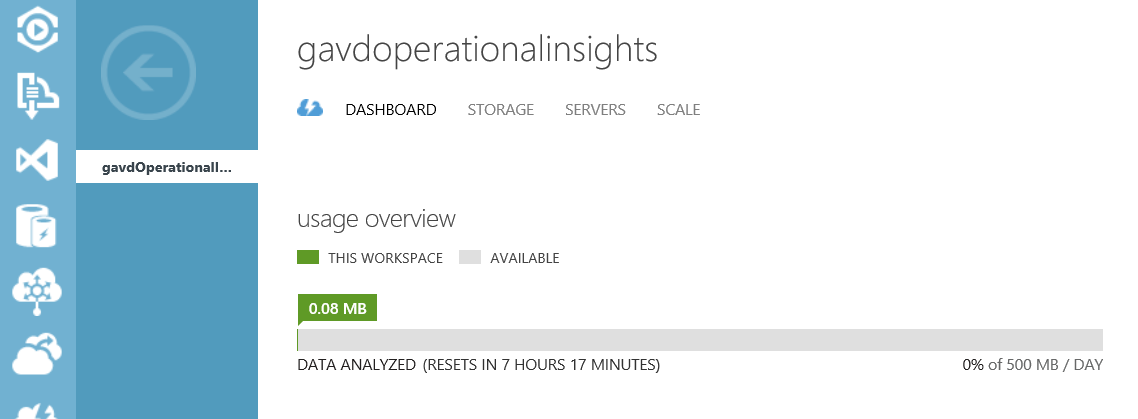 gavdoperationalinsights
DASHBOARD STORAGE SERVERS SCALE
gavdOperationall...
usage overview
THIS WORKSPACE AVAILABLE
0.08 MB
DATA ANALYZED (RESETS IN 7 HOURS 17 MINUTES) 0% of 500 MB / DAY